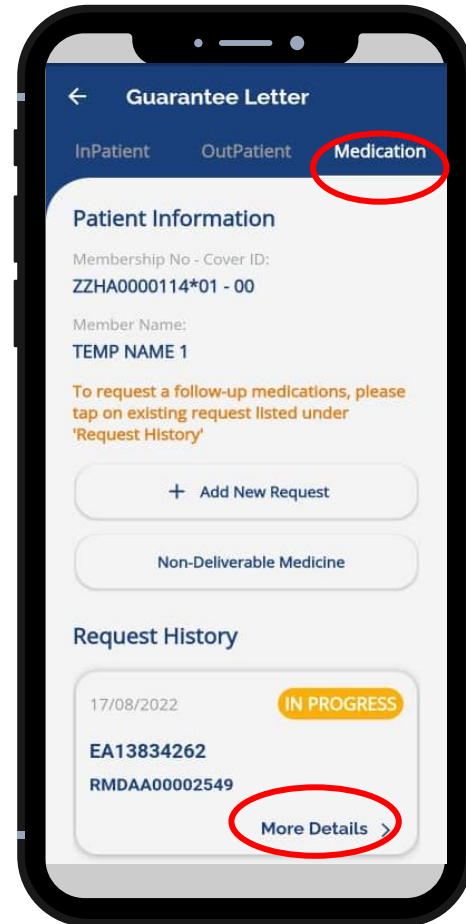 Guarantee Letter
InPatient OutPatient Medication
Patient Information
Membership No - Cover ID:
ZZHA0000114*01 - 00
Member Name:
TEMP NAME 1
To request a follow-up medications, please
tap on existing request listed under
'Request History'
+ Add New Request
Non-Deliverable Medicine
Request History
17/08/2022 IN PROGRESS
EA13834262
RMDAA00002549
More Details >